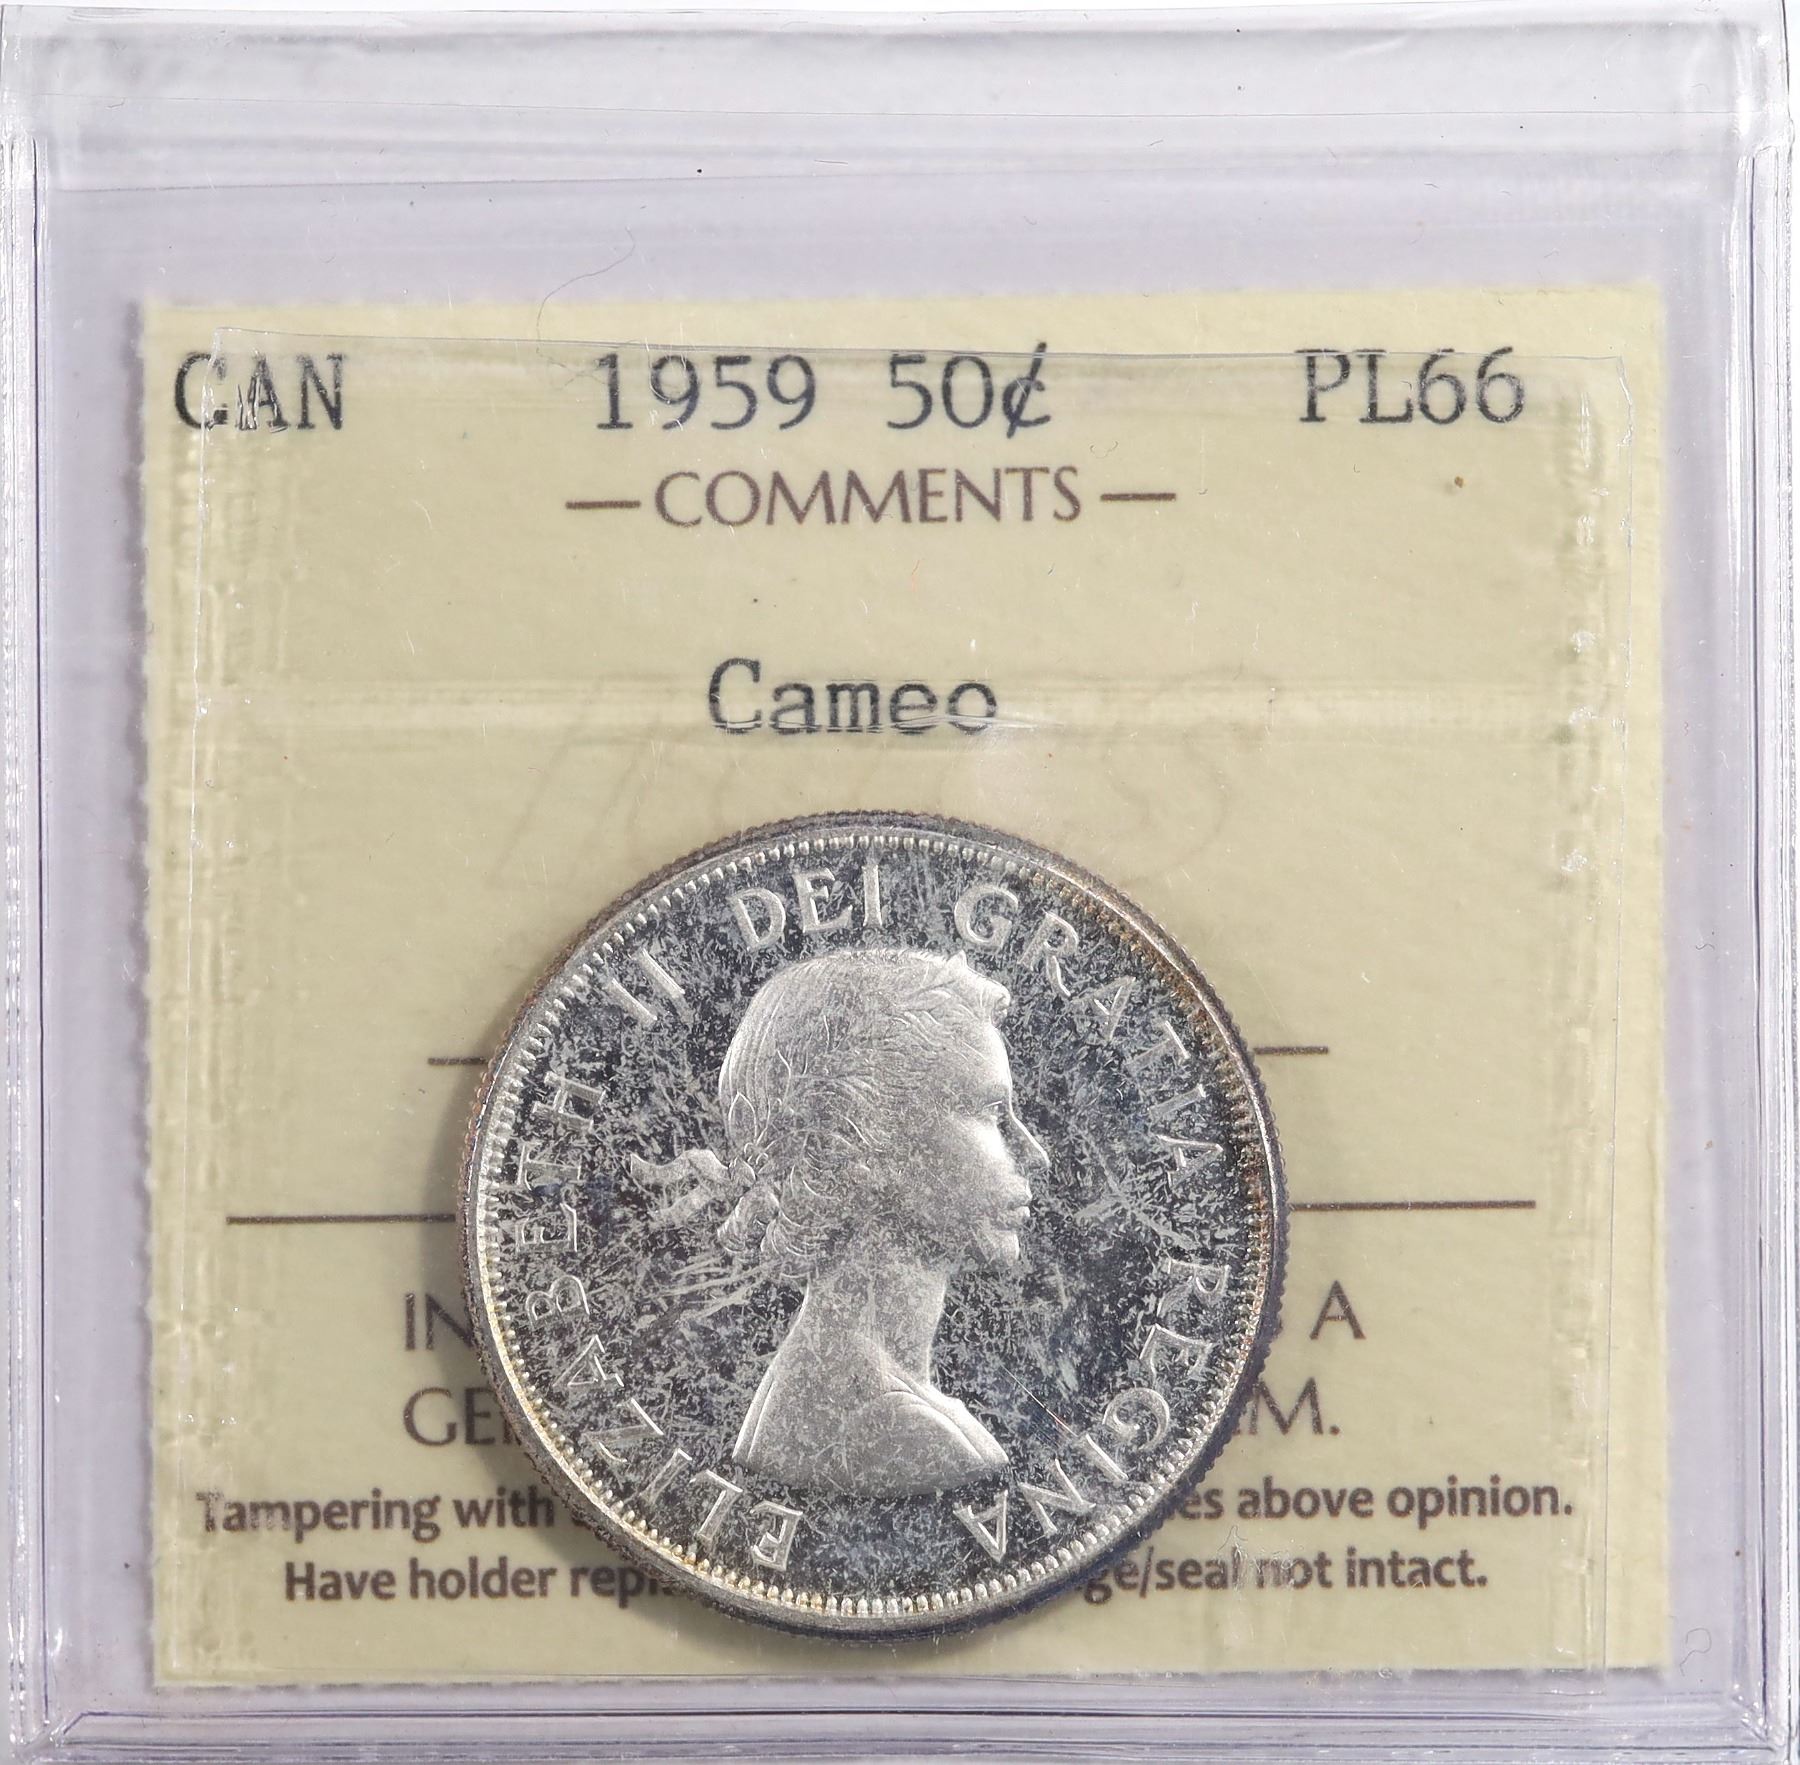 CAN 1959 50¢ PL66
— COMMENTS —
Cameo
ICCS
ELIZABETH II DEI GRATIA REGINA
A
M.
Tampering with above opinion.
Have holder not intact.